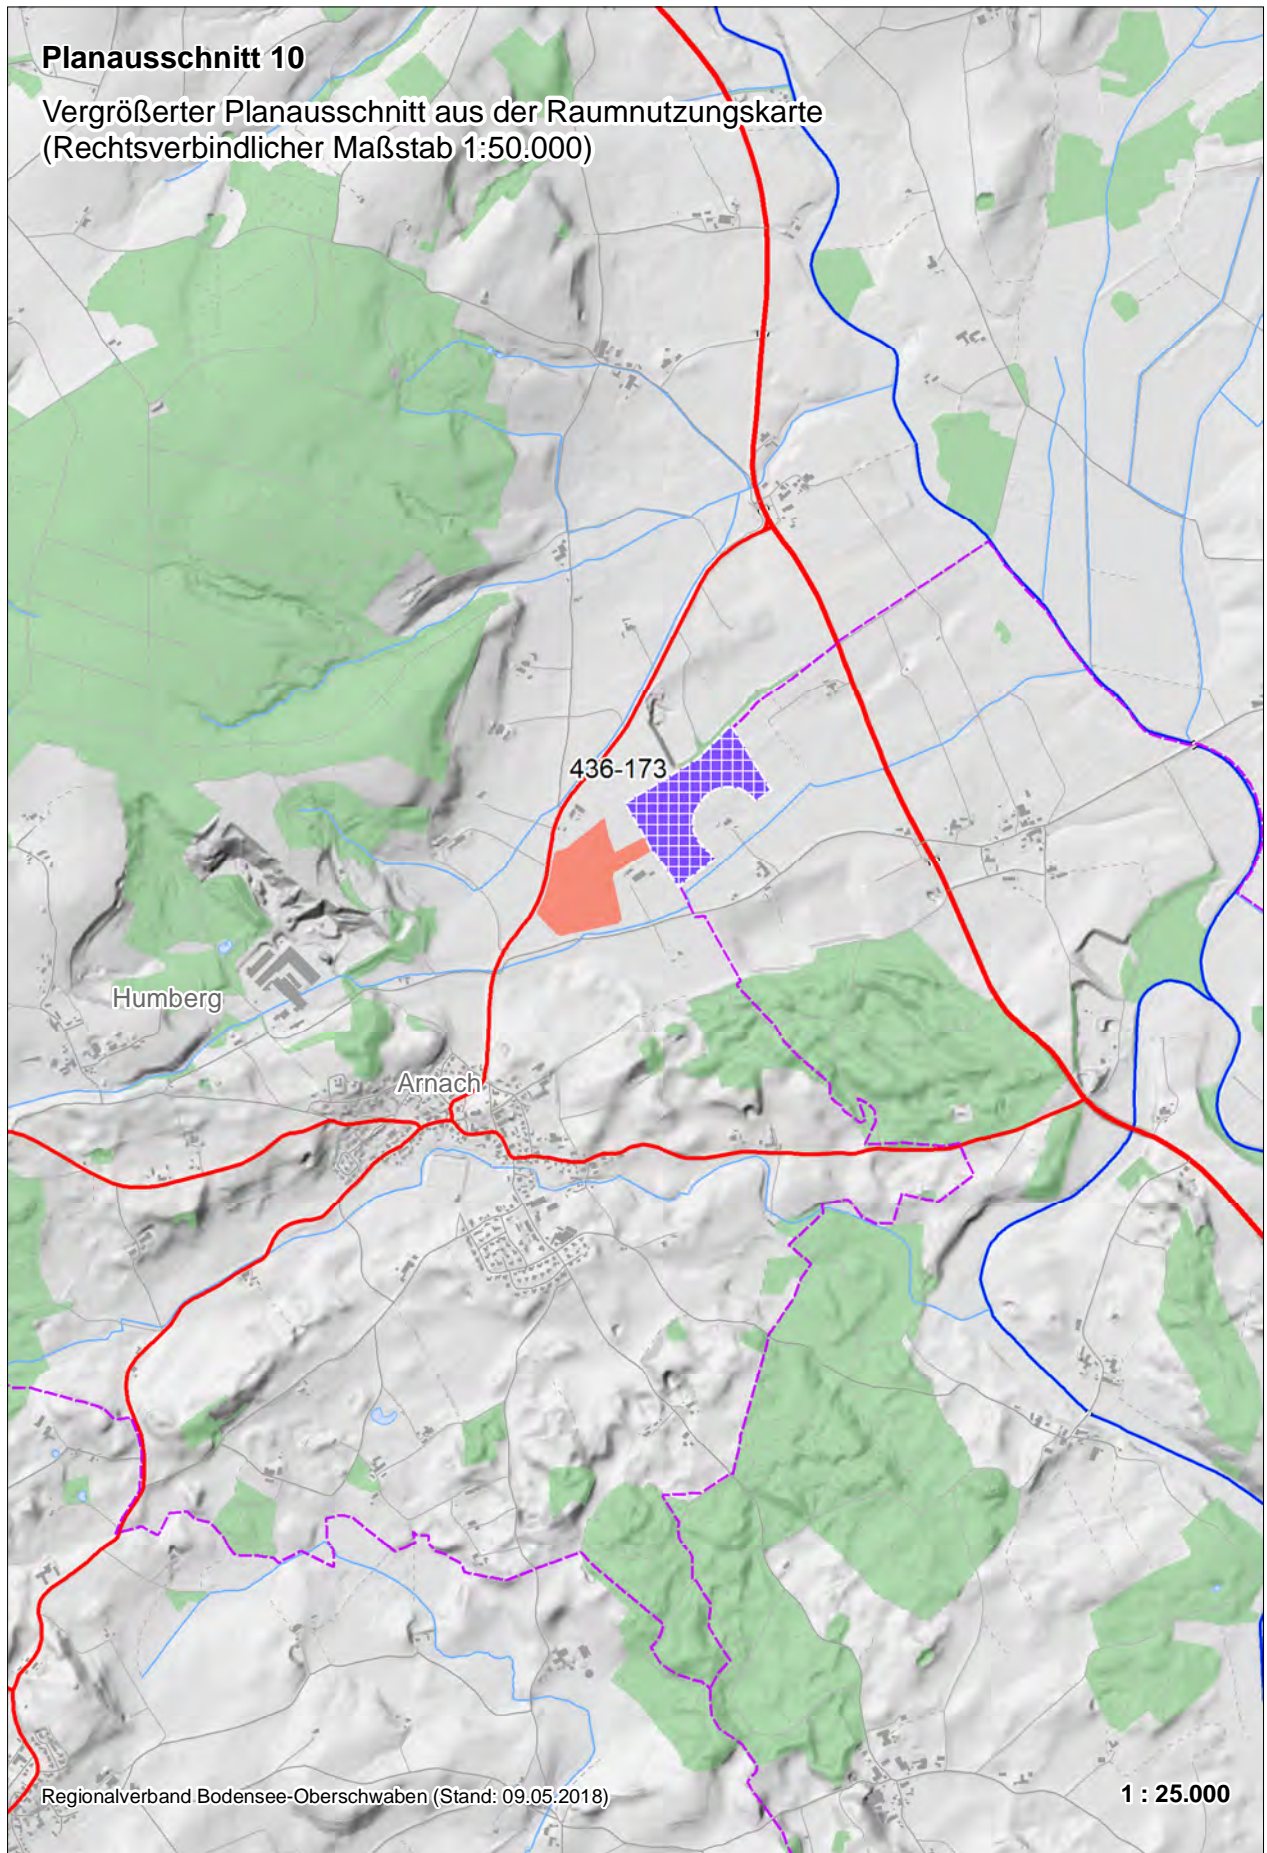 Planausschnitt 10
Vergrößerter Planausschnitt aus der Raumnutzungskarte
(Rechtsverbindlicher Maßstab 1:50.000)
436-173
Humberg
Arnach
Regionalverband Bodensee-Oberschwaben (Stand: 09.05.2018)
1 : 25.000